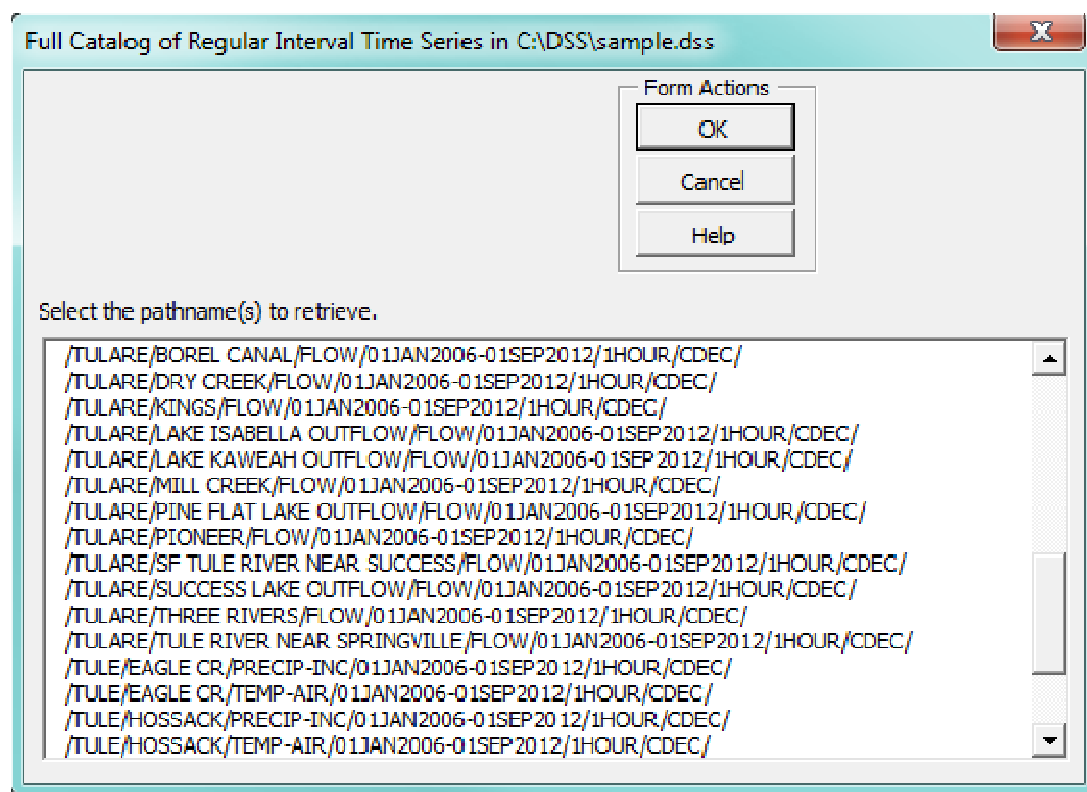 Full Catalog of Regular Interval Time Series in C:\DSS\sample.dss
Form Actions
OK
Cancel
Help
Select the pathname(s) to retrieve.
/TULARE/BOREL CANAL/FLOW/01JAN2006-01SEP2012/1HOUR/CDEC/
/TULARE/DRY CREEK/FLOW/01JAN2006-01SEP2012/1HOUR/CDEC/
/TULARE/KINGS/FLOW/01JAN2006-01SEP2012/1HOUR/CDEC/
/TULARE/LAKE ISABELLA OUTFLOW/FLOW/01JAN2006-01SEP2012/1HOUR/CDEC/
/TULARE/LAKE KAWEAH OUTFLOW/FLOW/01JAN2006-01SEP2012/1HOUR/CDEC/
/TULARE/MILL CREEK/FLOW/01JAN2006-01SEP2012/1HOUR/CDEC/
/TULARE/PINE FLAT LAKE OUTFLOW/FLOW/01JAN2006-01SEP2012/1HOUR/CDEC/
/TULARE/PIONEER/FLOW/01JAN2006-01SEP2012/1HOUR/CDEC/
/TULARE/SF TULE RIVER NEAR SUCCESS/FLOW/01JAN2006-01SEP2012/1HOUR/CDEC/
/TULARE/SUCCESS LAKE OUTFLOW/FLOW/01JAN2006-01SEP2012/1HOUR/CDEC/
/TULARE/THREE RIVERS/FLOW/01JAN2006-01SEP2012/1HOUR/CDEC/
/TULARE/TULE RIVER NEAR SPRINGVILLE/FLOW/01JAN2006-01SEP2012/1HOUR/CDEC/
/TULE/EAGLE CR/PRECIP-INC/01JAN2006-01SEP2012/1HOUR/CDEC/
/TULE/EAGLE CR/TEMP-AIR/01JAN2006-01SEP2012/1HOUR/CDEC/
/TULE/HOSSACK/PRECIP-INC/01JAN2006-01SEP2012/1HOUR/CDEC/
/TULE/HOSSACK/TEMP-AIR/01JAN2006-01SEP2012/1HOUR/CDEC/